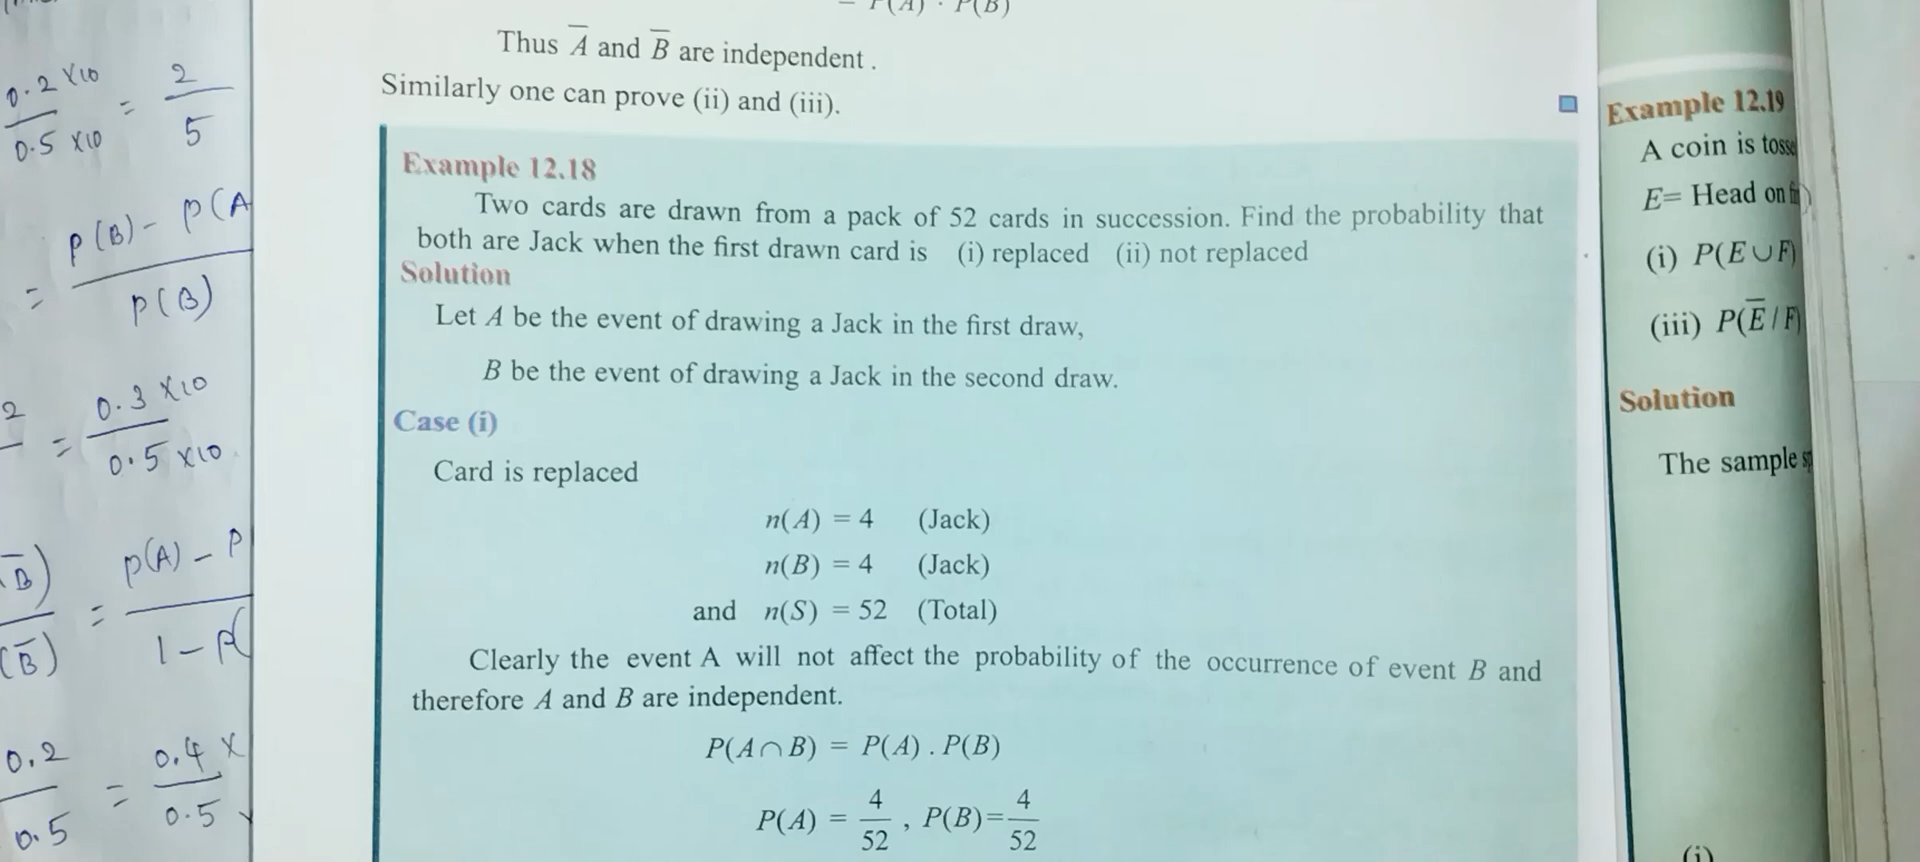 = P(A) · P(B)
Thus A̅ and B̅ are independent .
Similarly one can prove (ii) and (iii).
Example 12.18
Two cards are drawn from a pack of 52 cards in succession. Find the probability that
both are Jack when the first drawn card is (i) replaced (ii) not replaced
Solution
Let A be the event of drawing a Jack in the first draw,
B be the event of drawing a Jack in the second draw.
Case (i)
Card is replaced
n(A) = 4 (Jack)
n(B) = 4 (Jack)
and n(S) = 52 (Total)
Clearly the event A will not affect the probability of the occurrence of event B and
therefore A and B are independent.
P(A∩B) = P(A) . P(B)
P(A) = 4/52 , P(B)= 4/52
0.2 ×10 / 0.5 ×10 = 2/5
= P(B) - P(A / P(B)
2 = 0.3 ×10 / 0.5 ×10
B̅) / (B̅) = P(A) - P / 1 - P(
0.2 / 0.5 = 0.4 × / 0.5
Example 12.19
A coin is tosse
E= Head on
(i) P(E∪F)
(iii) P(E̅/F)
Solution
The sample
(i)